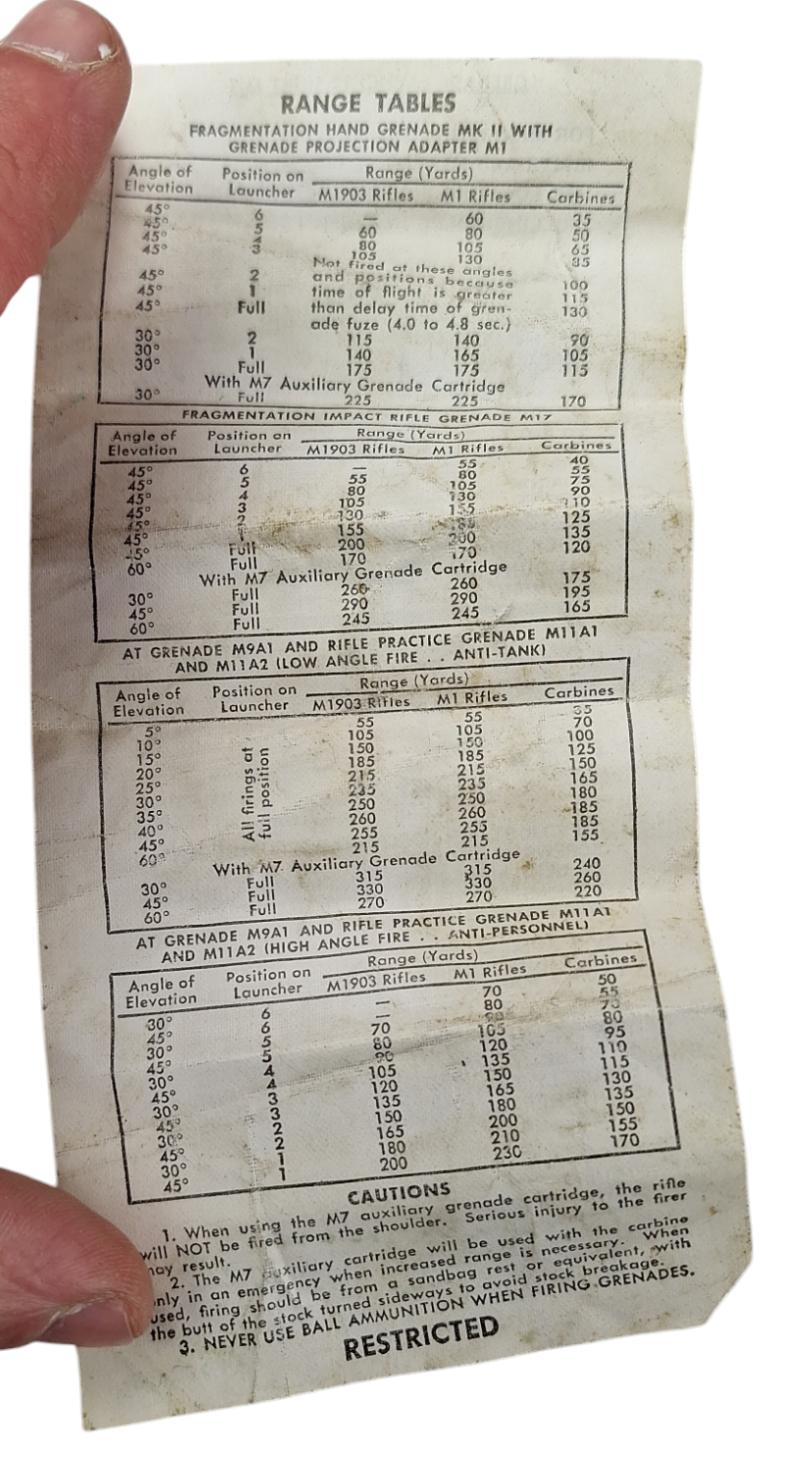 RANGE TABLES
FRAGMENTATION HAND GRENADE MK II WITH
GRENADE PROJECTION ADAPTER M1
Angle of Elevation Position on Launcher Range (Yards)
M1903 Rifles M1 Rifles Carbines
45° 6 — 60 35
45° 5 60 80 50
45° 4 80 105 65
45° 3 105 130 85
Not fired at these angles
45° 2 and positions because 100
45° 1 time of flight is greater 115
45° Full than delay time of gren- 130
ade fuze (4.0 to 4.8 sec.)
30° 2 115 140 90
30° 1 140 165 105
30° Full 175 175 115
With M7 Auxiliary Grenade Cartridge
30° Full 225 225 170
FRAGMENTATION IMPACT RIFLE GRENADE M17
Angle of Elevation Position on Launcher Range (Yards)
M1903 Rifles M1 Rifles Carbines
45° 6 — 55 40
45° 5 55 80 55
45° 4 80 105 75
45° 3 105 130 90
45° 2 130 155 110
45° 1 155 125
45° Full 200 200 135
60° Full 170 170 120
With M7 Auxiliary Grenade Cartridge
30° Full 260 260 175
45° Full 290 290 195
60° Full 245 245 165
AT GRENADE M9A1 AND RIFLE PRACTICE GRENADE M11A1
AND M11A2 (LOW ANGLE FIRE . . ANTI-TANK)
Angle of Elevation Position on Launcher Range (Yards)
M1903 Rifles M1 Rifles Carbines
All firings at
full position
5° 55 55 35
10° 105 105 70
15° 150 150 100
20° 185 185 125
25° 215 215 150
30° 235 235 165
35° 250 250 180
40° 260 260 185
45° 255 255 185
60° 215 215 155
With M7 Auxiliary Grenade Cartridge
30° Full 315 315 240
45° Full 330 330 260
60° Full 270 270 220
AT GRENADE M9A1 AND RIFLE PRACTICE GRENADE M11A1
AND M11A2 (HIGH ANGLE FIRE . . ANTI-PERSONNEL)
Angle of Elevation Position on Launcher Range (Yards)
M1903 Rifles M1 Rifles Carbines
30° 6 — 70 50
45° 6 — 80 55
30° 5 70 90
45° 5 80 105 80
30° 4 90 120 95
45° 4 105 135 110
30° 3 120 150 115
45° 3 135 165 130
30° 2 150 180 135
45° 2 165 200 150
30° 1 180 210 155
45° 1 200 230 170
CAUTIONS
1. When using the M7 auxiliary grenade cartridge, the rifle
will NOT be fired from the shoulder. Serious injury to the firer
may result.
2. The M7 auxiliary cartridge will be used with the carbine
only in an emergency when increased range is necessary. When
used, firing should be from a sandbag rest or equivalent, with
the butt of the stock turned sideways to avoid stock breakage.
3. NEVER USE BALL AMMUNITION WHEN FIRING GRENADES.
RESTRICTED